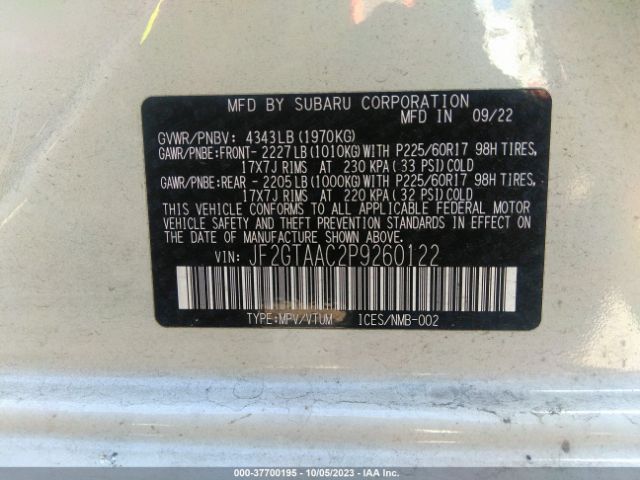 MFD BY SUBARU CORPORATION
MFD IN 09/22
GVWR/PNBV: 4343LB(1970KG)
GAWR/PNBE:FRONT- 2227LB(1010KG)WITH P225/60R17 98H TIRES,
17X7J RIMS AT 230 KPA(33 PSI)COLD
GAWR/PNBE:REAR - 2205LB(1000KG)WITH P225/60R17 98H TIRES,
17X7J RIMS AT 220 KPA(32 PSI)COLD
THIS VEHICLE CONFORMS TO ALL APPLICABLE FEDERAL MOTOR
VEHICLE SAFETY AND THEFT PREVENTION STANDARDS IN EFFECT ON
THE DATE OF MANUFACTURE SHOWN ABOVE.
VIN: JF2GTAAC2P9260122
TYPE:MPV/VTUM ICES/NMB-002
000-37700195 - 10/05/2023 - IAA Inc.